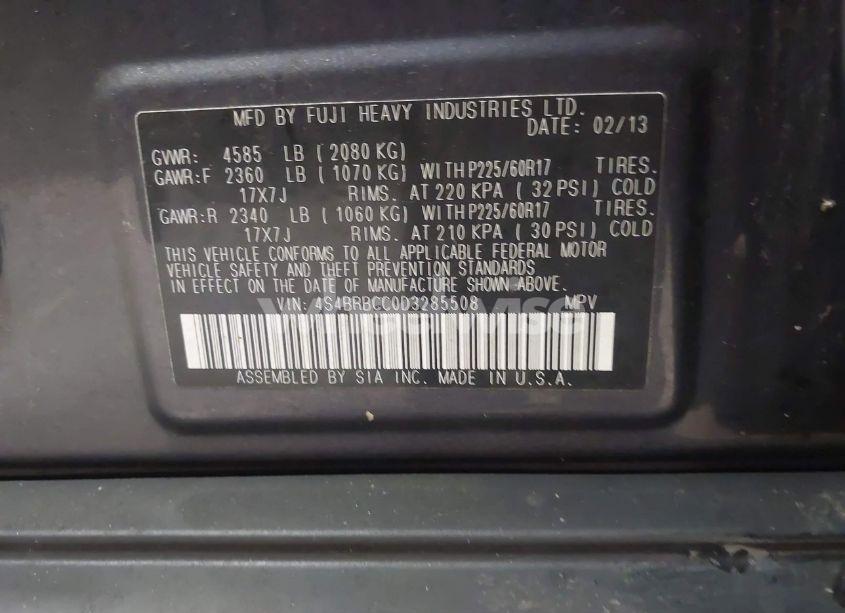 MFD BY FUJI HEAVY INDUSTRIES LTD.
DATE: 02/13
GVWR: 4585 LB ( 2080 KG)
GAWR:F 2360 LB ( 1070 KG) WITH P225/60R17 TIRES.
17X7J RIMS. AT 220 KPA ( 32 PSI) COLD
GAWR:R 2340 LB ( 1060 KG) WITH P225/60R17 TIRES.
17X7J RIMS. AT 210 KPA ( 30 PSI) COLD
THIS VEHICLE CONFORMS TO ALL APPLICABLE FEDERAL MOTOR
VEHICLE SAFETY AND THEFT PREVENTION STANDARDS
IN EFFECT ON THE DATE OF MANUFACTURE SHOWN ABOVE.
VIN: 4S4BRBCC0D3285508 MPV
ASSEMBLED BY SIA INC. MADE IN U.S.A.